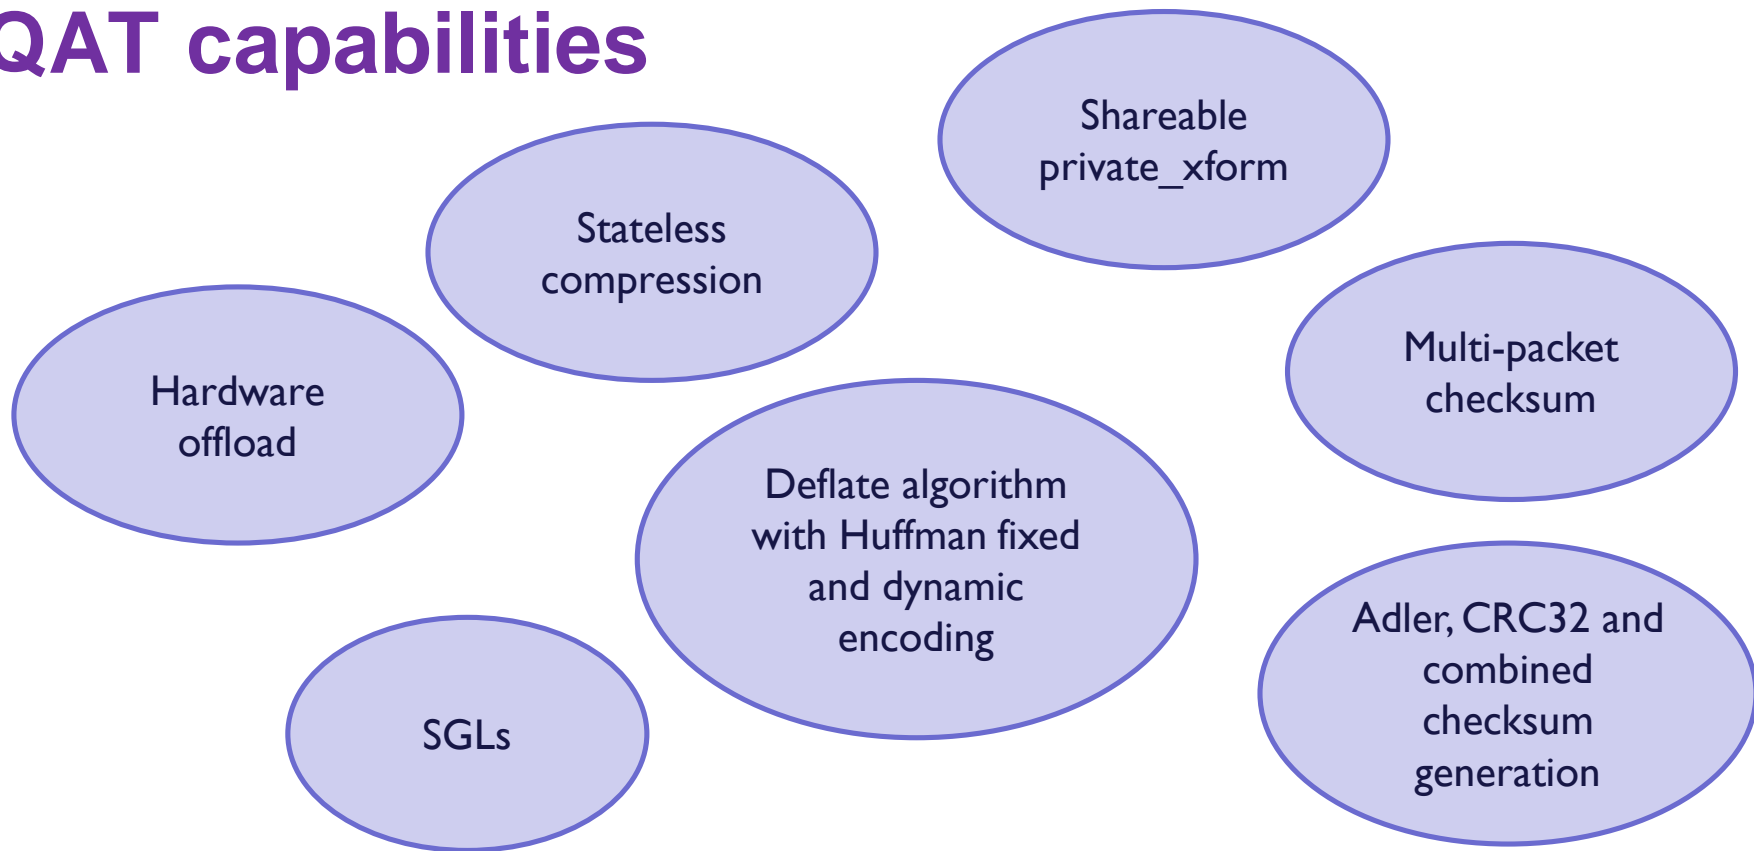 QAT capabilities
Shareable
private_xform
Stateless
compression
Multi-packet
checksum
Hardware
offload
Deflate algorithm
with Huffman fixed
and dynamic
encoding
Adler, CRC32 and
combined
checksum
generation
SGLs